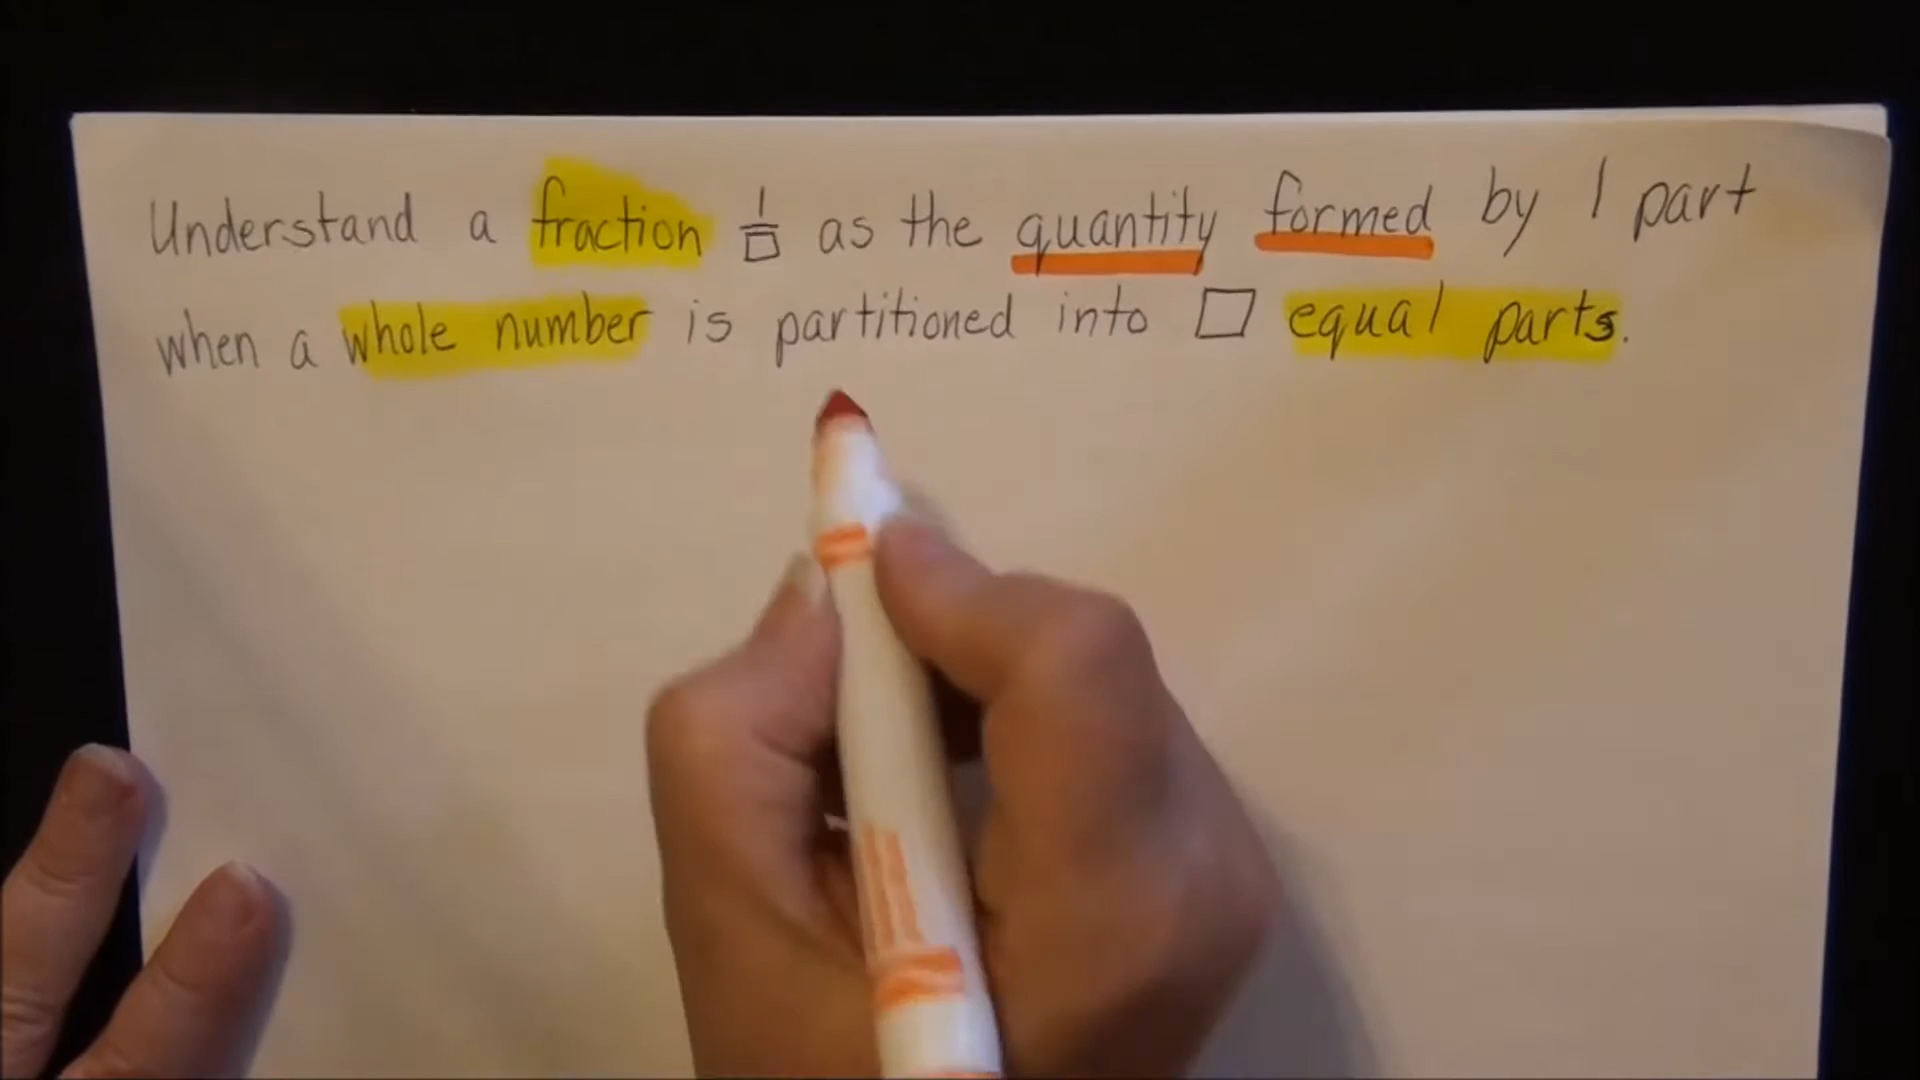 Understand a fraction 1/□ as the quantity formed by 1 part
when a whole number is partitioned into □ equal parts.